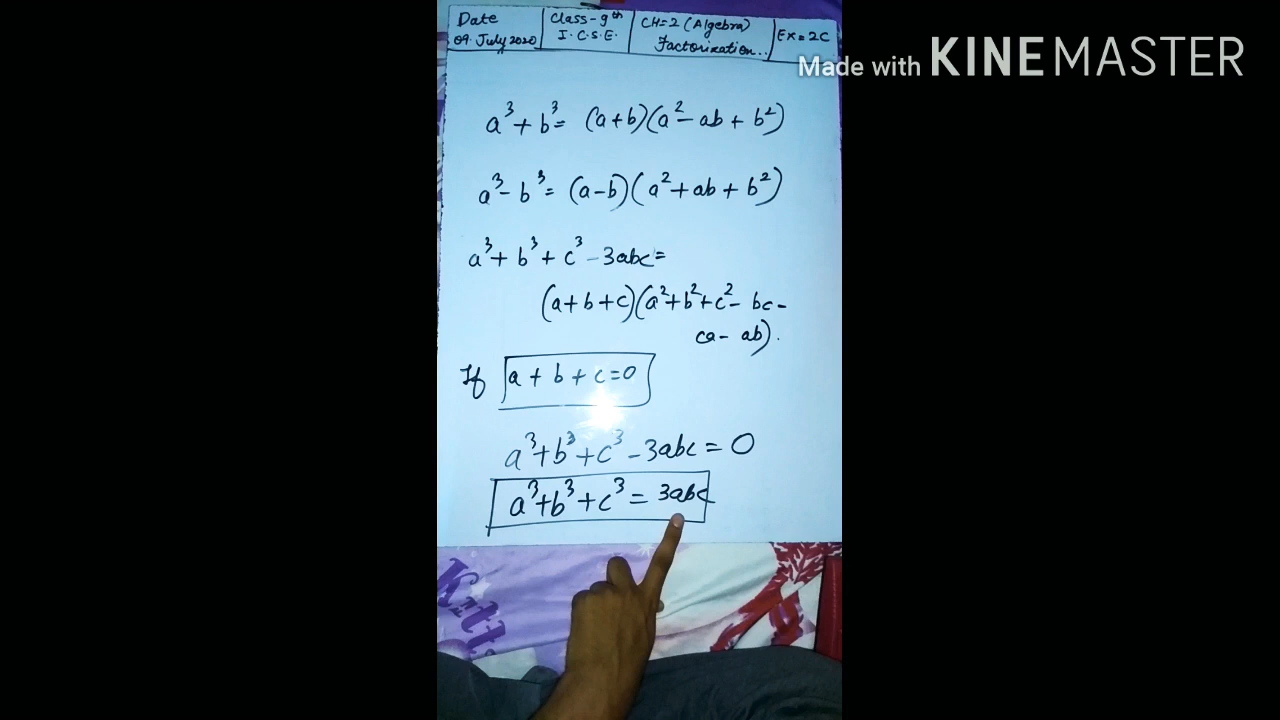 Date
09. July 2020
Class - 9th
I.C.S.E.
CH=2 (Algebra)
Factorization..
Ex = 2C
Made with KINEMASTER
a³ + b³ = (a+b)(a² - ab + b²)
a³ - b³ = (a-b)(a² + ab + b²)
a³ + b³ + c³ - 3abc =
(a+b+c)(a²+b²+c² - bc -
ca - ab).
If a + b + c = 0
a³+b³+c³ - 3abc = 0
a³+b³+c³ = 3abc
Kitt